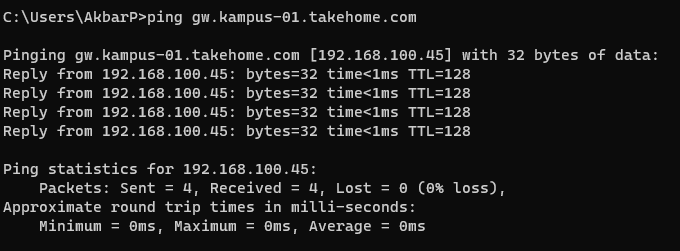 C:\Users\AkbarP>ping gw.kampus-01.takehome.com
Pinging gw.kampus-01.takehome.com [192.168.100.45] with 32 bytes of data:
Reply from 192.168.100.45: bytes=32 time<1ms TTL=128
Reply from 192.168.100.45: bytes=32 time<1ms TTL=128
Reply from 192.168.100.45: bytes=32 time<1ms TTL=128
Reply from 192.168.100.45: bytes=32 time<1ms TTL=128
Ping statistics for 192.168.100.45:
    Packets: Sent = 4, Received = 4, Lost = 0 (0% loss),
Approximate round trip times in milli-seconds:
    Minimum = 0ms, Maximum = 0ms, Average = 0ms